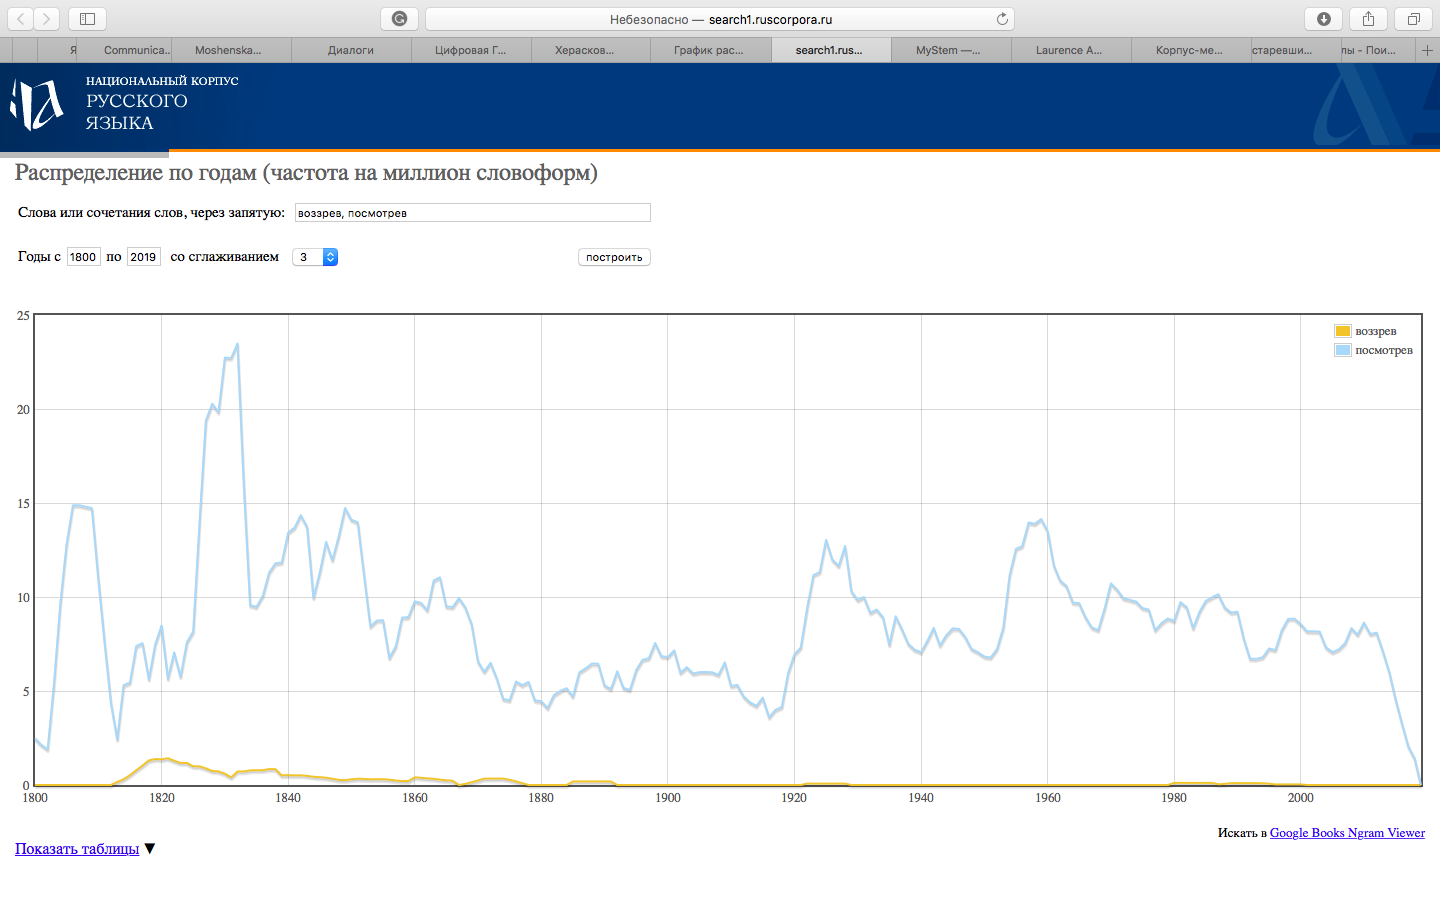 Небезопасно — search1.ruscorpora.ru
Я
Communica...
Moshenska...
Диалоги
Цифровая Г...
Херасков...
График рас...
search1.rus...
MyStem —...
Laurence A...
Корпус-ме...
старевши...
лы - Пои...
НАЦИОНАЛЬНЫЙ КОРПУС
РУССКОГО
ЯЗЫКА
Распределение по годам (частота на миллион словоформ)
Слова или сочетания слов, через запятую: воззрев, посмотрев
Годы с 1800 по 2019 со сглаживанием 3 построить
25
20
15
10
5
0
воззрев
посмотрев
1800 1820 1840 1860 1880 1900 1920 1940 1960 1980 2000
Искать в Google Books Ngram Viewer
Показать таблицы ▼